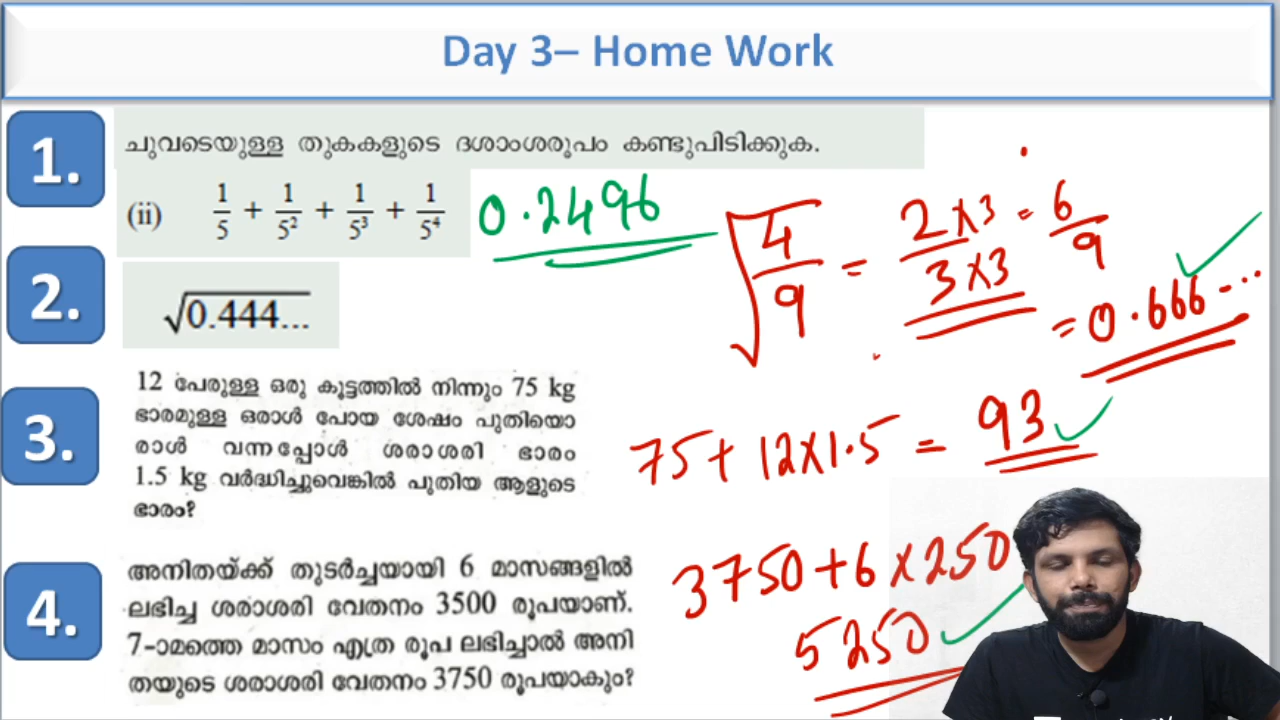 Day 3– Home Work
1.
ചുവടെയുള്ള തുകകളുടെ ദശാംശരൂപം കണ്ടുപിടിക്കുക.
(ii) 1/5 + 1/5² + 1/5³ + 1/5⁴
0.2496
2.
√0.444...
√4/9 = 2×3/3×3 = 6/9
= 0.666...
3.
12 പേരുള്ള ഒരു കൂട്ടത്തിൽ നിന്നും 75 kg
ഭാരമുള്ള ഒരാൾ പോയ ശേഷം പുതിയൊ
രാൾ വന്നപ്പോൾ ശരാശരി ഭാരം
1.5 kg വർദ്ധിച്ചുവെങ്കിൽ പുതിയ ആളുടെ
ഭാരം?
75 + 12×1.5 = 93
4.
അനിതയ്ക്ക് തുടർച്ചയായി 6 മാസങ്ങളിൽ
ലഭിച്ച ശരാശരി വേതനം 3500 രൂപയാണ്.
7-ാമത്തെ മാസം എത്ര രൂപ ലഭിച്ചാൽ അനി
തയുടെ ശരാശരി വേതനം 3750 രൂപയാകും?
3750 + 6 × 250
5250